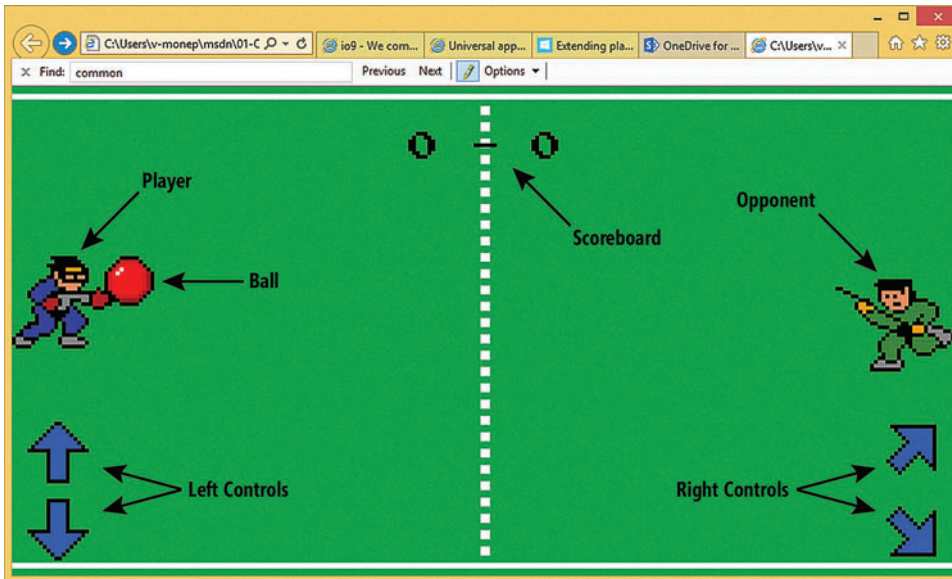 C:\Users\v-monep\msdn\01-C
io9 - We com...
Universal app...
Extending pla...
OneDrive for ...
C:\Users\v...
× Find: common Previous Next Options
0 – 0
Player
Opponent
Scoreboard
Ball
Left Controls
Right Controls